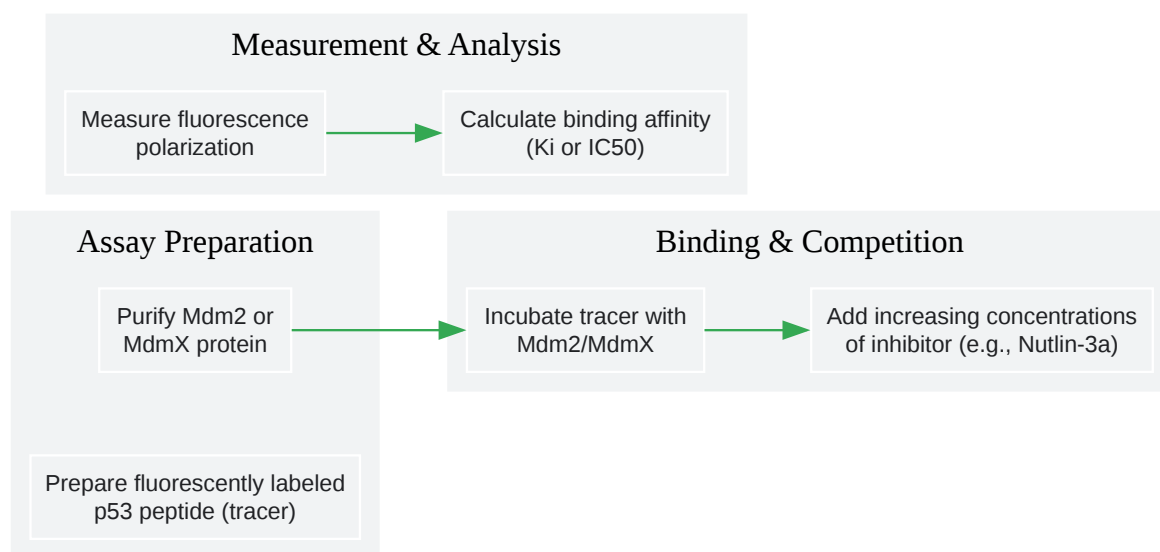 Measurement & Analysis
Measure fluorescence
polarization
Calculate binding affinity
(Ki or IC50)
Assay Preparation
Purify Mdm2 or
MdmX protein
Prepare fluorescently labeled
p53 peptide (tracer)
Binding & Competition
Incubate tracer with
Mdm2/MdmX
Add increasing concentrations
of inhibitor (e.g., Nutlin-3a)